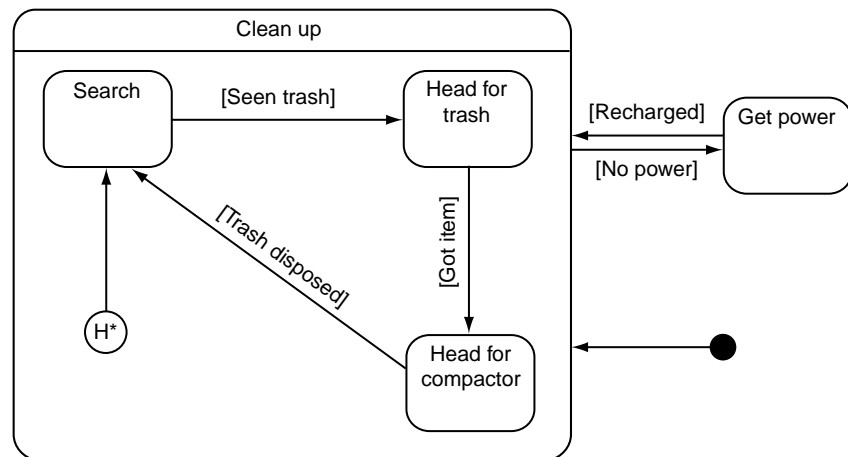 Clean up
Search
[Seen trash]
Head for
trash
[Recharged]
Get power
[No power]
[Trash disposed]
[Got item]
H*
Head for
compactor